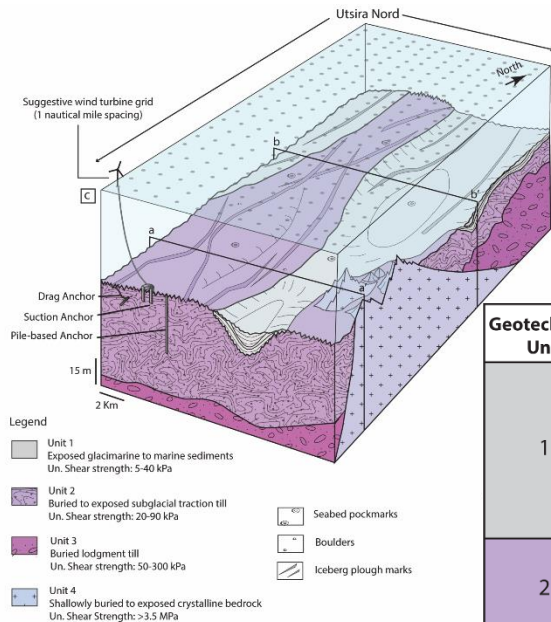 Utsira Nord
North
Suggestive wind turbine grid
(1 nautical mile spacing)
c
b
b'
a
a'
Drag Anchor
Suction Anchor
Pile-based Anchor
15 m
2 Km
Legend
Unit 1
Exposed glacimarine to marine sediments
Un. Shear strength: 5-40 kPa
Unit 2
Buried to exposed subglacial traction till
Un. Shear strength: 20-90 kPa
Unit 3
Buried lodgment till
Un. Shear strength: 50-300 kPa
Unit 4
Shallowly buried to exposed crystalline bedrock
Un. Shear strength: >3.5 MPa
Seabed pockmarks
Boulders
Iceberg plough marks
Geotech
Un
1
2